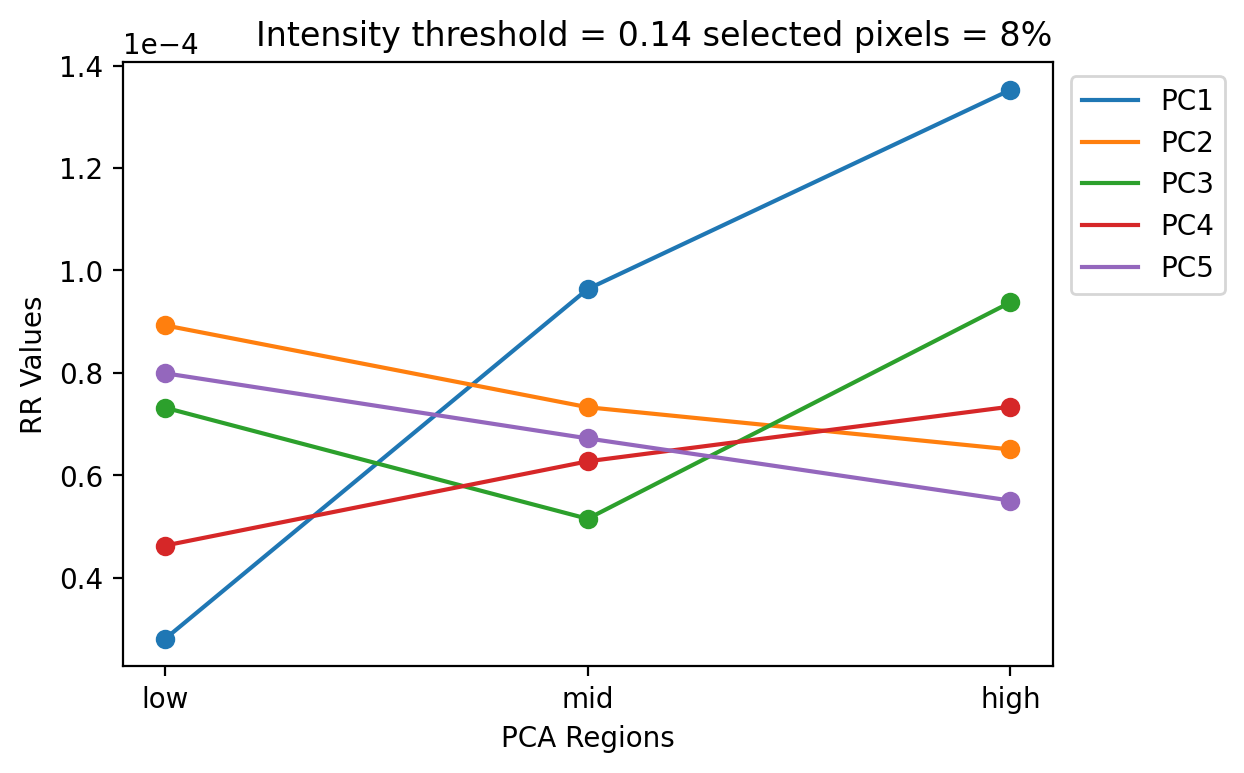 Intensity threshold = 0.14 selected pixels = 8%
1e−4
1.4
1.2
1.0
0.8
0.6
0.4
RR Values
low mid high
PCA Regions
PC1
PC2
PC3
PC4
PC5